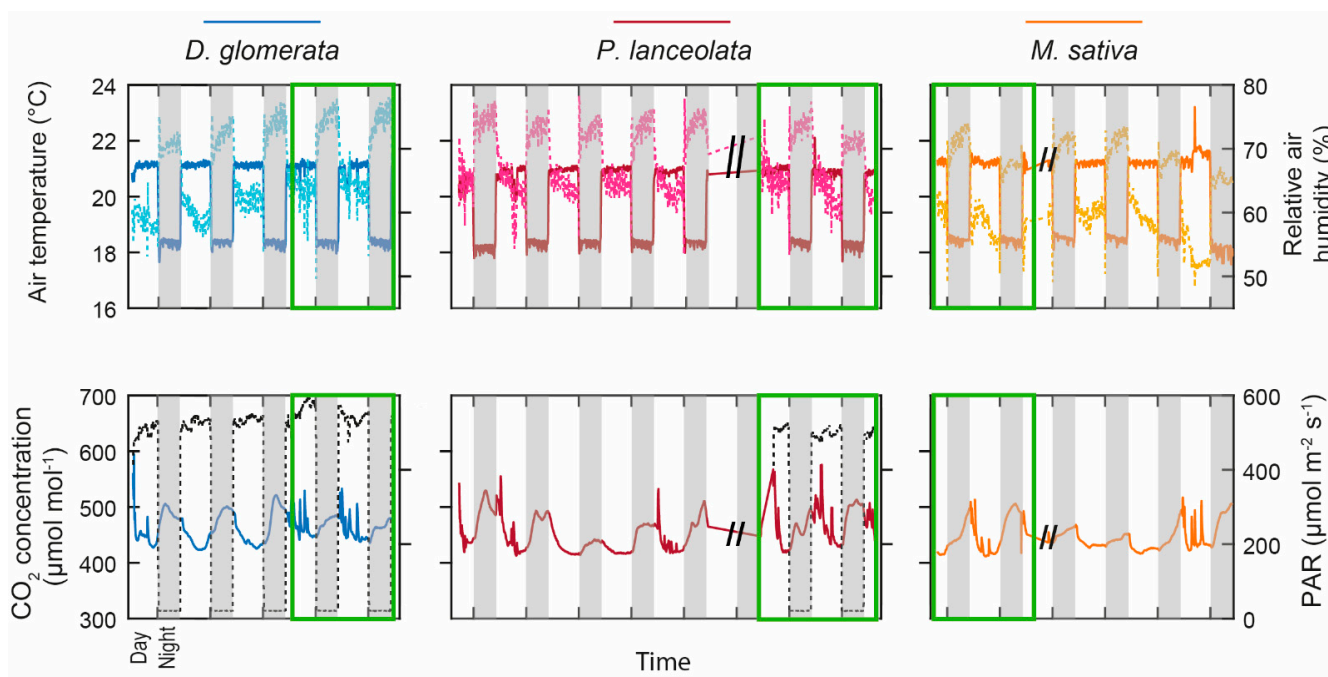 D. glomerata
P. lanceolata
M. sativa
Air temperature (°C)
24
22
20
18
16
80
70
60
50
Relative air
humidity (%)
CO2 concentration
(µmol mol-1)
700
600
500
400
300
600
400
200
0
PAR (µmol m-2 s-1)
Day
Night
Time